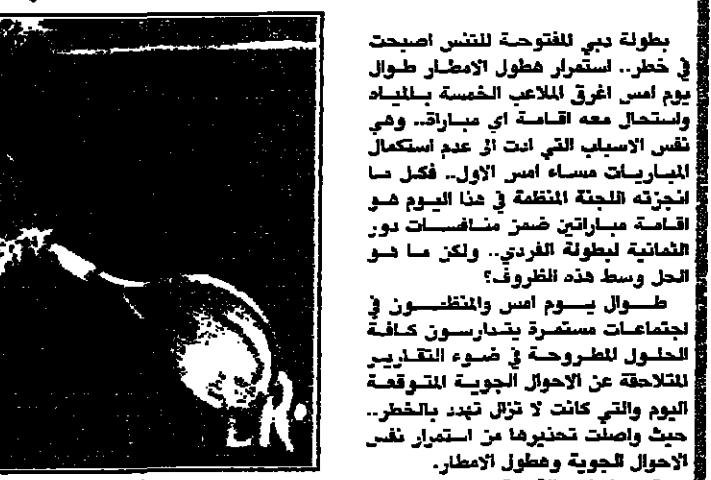 بطولة دبي المفتوحة للتنس اصبحت
في خطر.. استمرار هطول الامطار طوال
يوم امس اغرق الملاعب الخمسة بالمياه
واستحال معه اقامة اي مباراة.. وهي
نفس الاسباب التي ادت الى عدم استكمال
المباريات مساء امس الاول.. فكل ما
انجزته اللجنة المنظمة في هذا اليوم هو
اقامة مباراتين ضمن منافسات دور
الثمانية لبطولة الفردي.. ولكن ما هو
الحل وسط هذه الظروف؟
طوال يوم امس والمنظمون في
اجتماعات مستمرة يتدارسون كافة
الحلول المطروحة في ضوء التقارير
المتلاحقة عن الاحوال الجوية المتوقعة
اليوم والتي كانت لا تزال تهدد بالخطر..
حيث واصلت تحذيرها من استمرار نفس
الاحوال الجوية وهطول الامطار.